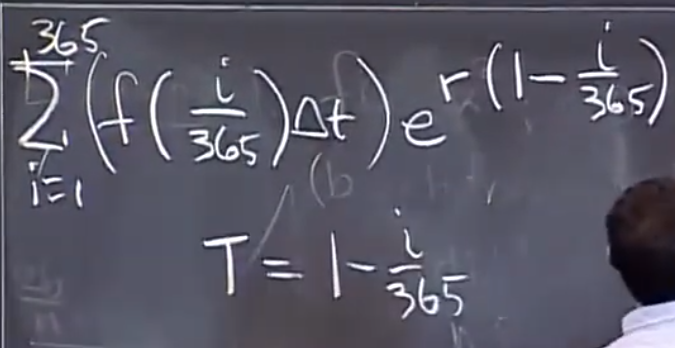 365
∑ (f(i/365)Δt) e^{r(1 - i/365)}
i=1
T = 1 - i/365